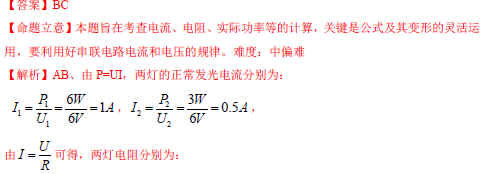 【答案】BC
【命题立意】本题旨在考查电流、电阻、实际功率等的计算，关键是公式及其变形的灵活运
用，要利用好串联电路电流和电压的规律。难度：中偏难
【解析】AB、由 P=UI，两灯的正常发光电流分别为：
I₁ = P₁/U₁ = 6W/6V = 1A，I₂ = P₂/U₂ = 3W/6V = 0.5A，
由 I = U/R 可得，两灯电阻分别为：